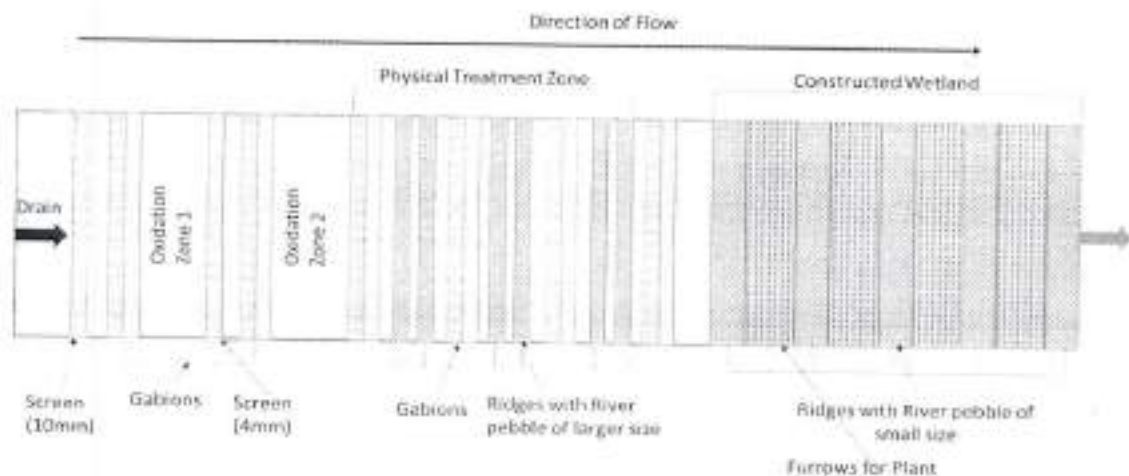 Direction of Flow
Physical Treatment Zone
Constructed Wetland
Drain
Oxidation
Zone 1
Oxidation
Zone 2
Screen
(10mm)
Gabions
Screen
(4mm)
Gabions
Ridges with River
pebble of larger size
Ridges with River pebble of
small size
Furrows for Plant